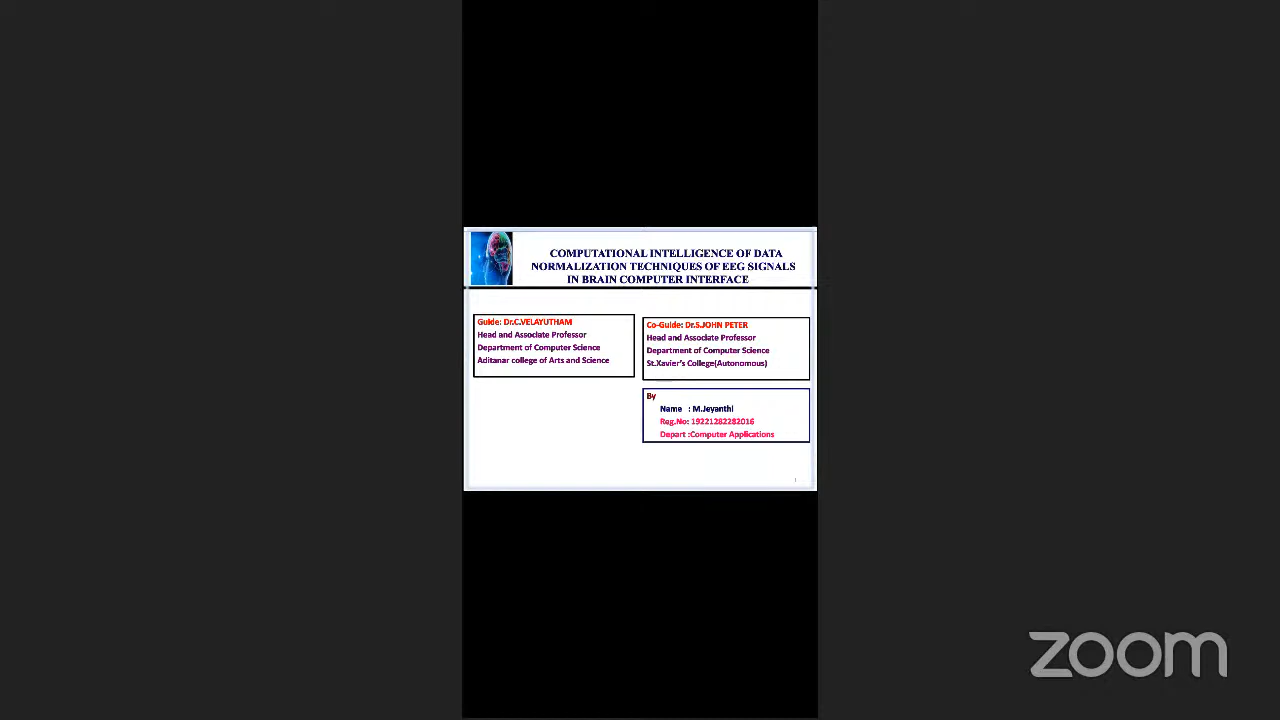 COMPUTATIONAL INTELLIGENCE OF DATA
NORMALIZATION TECHNIQUES OF EEG SIGNALS
IN BRAIN COMPUTER INTERFACE
Guide: Dr.C.VELAYUTHAM
Head and Associate Professor
Department of Computer Science
Aditanar college of Arts and Science
Co-Guide: Dr.S.JOHN PETER
Head and Associate Professor
Department of Computer Science
St.Xavier's College(Autonomous)
By
Name : M.Jeyanthi
Reg.No: 19221282282016
Depart :Computer Applications
1
zoom